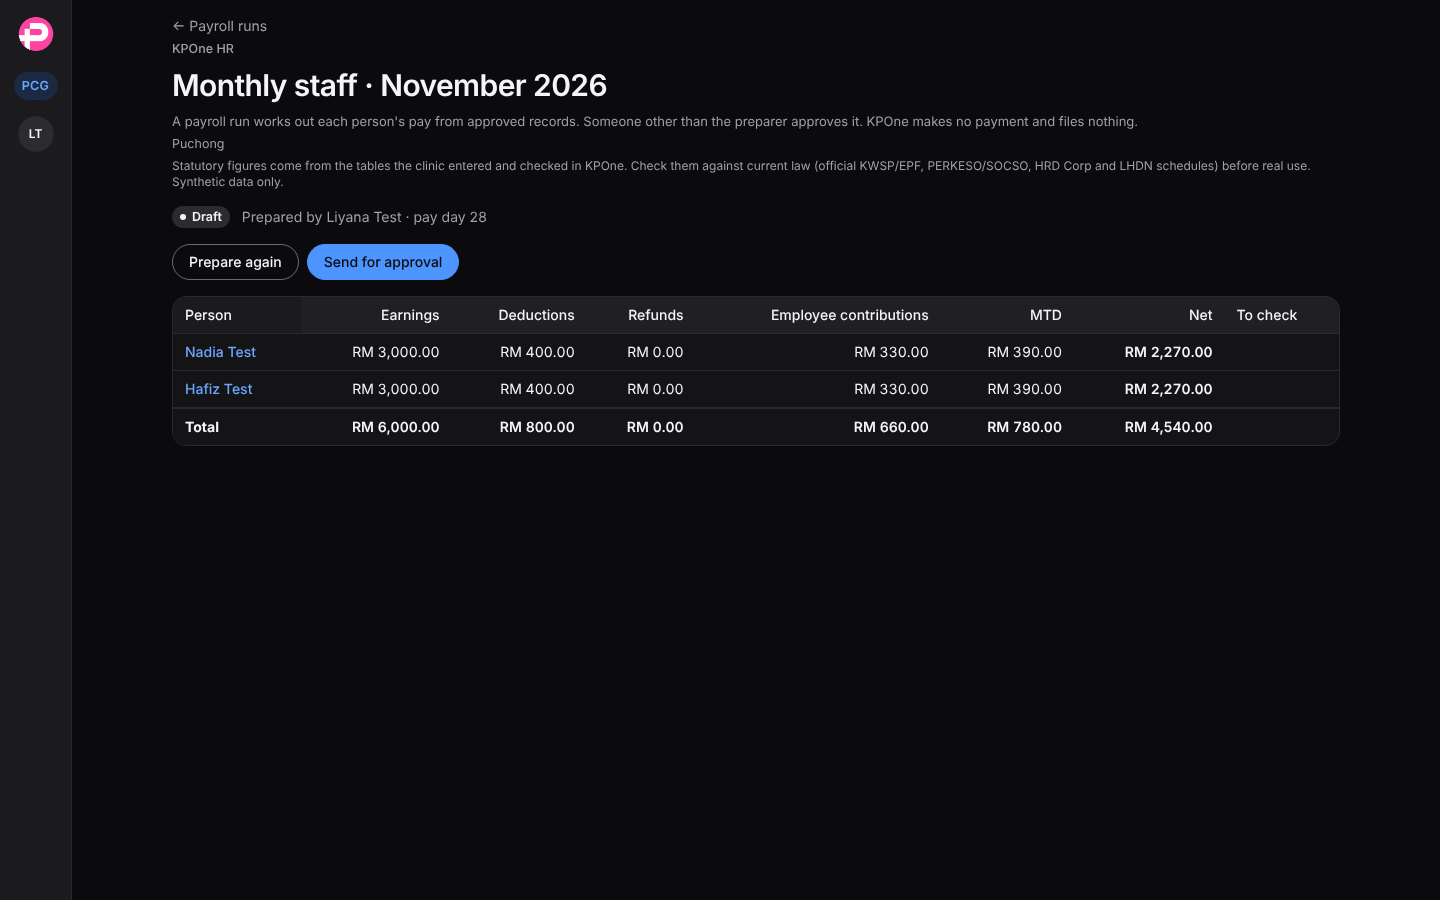 PCG
LT
← Payroll runs
KPOne HR
Monthly staff · November 2026
A payroll run works out each person's pay from approved records. Someone other than the preparer approves it. KPOne makes no payment and files nothing.
Puchong
Statutory figures come from the tables the clinic entered and checked in KPOne. Check them against current law (official KWSP/EPF, PERKESO/SOCSO, HRD Corp and LHDN schedules) before real use.
Synthetic data only.
Draft Prepared by Liyana Test · pay day 28
Prepare again Send for approval
Person Earnings Deductions Refunds Employee contributions MTD Net To check
Nadia Test RM 3,000.00 RM 400.00 RM 0.00 RM 330.00 RM 390.00 RM 2,270.00
Hafiz Test RM 3,000.00 RM 400.00 RM 0.00 RM 330.00 RM 390.00 RM 2,270.00
Total RM 6,000.00 RM 800.00 RM 0.00 RM 660.00 RM 780.00 RM 4,540.00